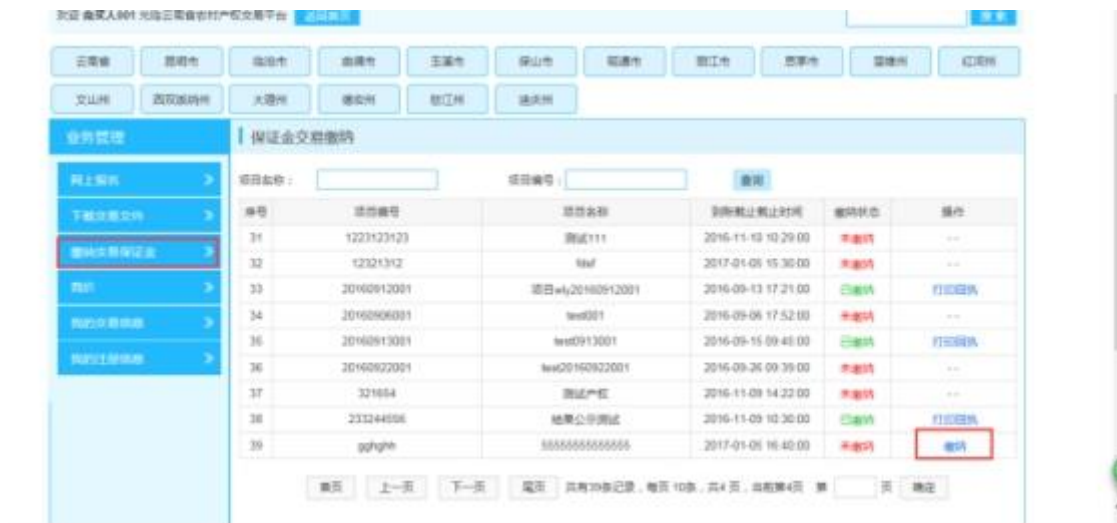 欢迎 鑫买人001 光临云南省农村产权交易平台 返回首页 搜索
云南省 昆明市 临沧市 曲靖市 玉溪市 保山市 昭通市 丽江市 思茅市 楚雄州 红河州
文山州 西双版纳州 大理州 德宏州 怒江州 迪庆州
业务管理
保证金交易缴纳
网上报名
下载交易文件
缴纳交易保证金
竞价
我的交易信息
我的注册信息
项目名称： 项目编号： 查询
序号 项目编号 项目名称 到账截止截止时间 缴纳状态 操作
31 1223123123 测试111 2016-11-10 10:29:00 未缴纳 --
32 12321312 2017-01-05 15:30:00 未缴纳 --
33 20160912001 项目wly20160912001 2016-09-13 17:21:00 已缴纳 打印回执
34 20160906001 test001 2016-09-06 17:52:00 未缴纳 --
35 20160913001 test0913001 2016-09-15 09:45:00 已缴纳 打印回执
36 20160922001 test20160922001 2016-09-26 09:39:00 未缴纳 --
37 321654 测试产权 2016-11-09 14:22:00 未缴纳 --
38 233244556 结果公示测试 2016-11-09 10:30:00 已缴纳 打印回执
39 gghghh 55555555555555 2017-01-05 16:40:00 未缴纳 缴纳
首页 上一页 下一页 尾页 共有39条记录，每页 10条，共4 页，当前第4页 第 页 确定